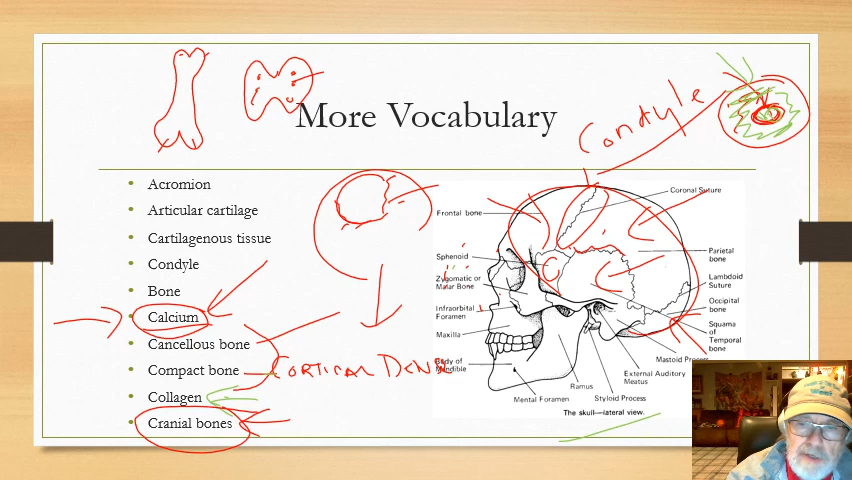 More Vocabulary
Condyle
• Acromion
• Articular cartilage
• Cartilagenous tissue
• Condyle
• Bone
• Calcium
• Cancellous bone
• Compact bone
• Collagen
• Cranial bones
CORTICAL DENSE
Coronal Suture
Frontal bone
Sphenoid
Zygomatic or
Malar Bone
Infraorbital
Foramen
Maxilla
Body of
Mandible
Parietal
bone
Lambdoid
Suture
Occipital
bone
Squama
of
Temporal
bone
Mastoid Process
External Auditory
Meatus
Styloid Process
Ramus
Mental Foramen
The skull—lateral view.